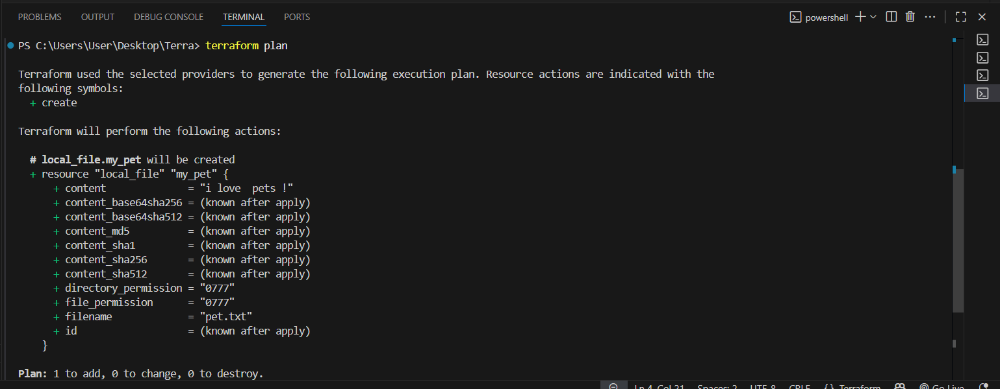 PROBLEMS OUTPUT DEBUG CONSOLE TERMINAL PORTS powershell
PS C:\Users\User\Desktop\Terra> terraform plan
Terraform used the selected providers to generate the following execution plan. Resource actions are indicated with the
following symbols:
  + create
Terraform will perform the following actions:
  # local_file.my_pet will be created
  + resource "local_file" "my_pet" {
      + content              = "i love  pets !"
      + content_base64sha256 = (known after apply)
      + content_base64sha512 = (known after apply)
      + content_md5          = (known after apply)
      + content_sha1         = (known after apply)
      + content_sha256       = (known after apply)
      + content_sha512       = (known after apply)
      + directory_permission = "0777"
      + file_permission      = "0777"
      + filename             = "pet.txt"
      + id                   = (known after apply)
    }
Plan: 1 to add, 0 to change, 0 to destroy.
Ln 4, Col 21 Spaces: 2 UTF-8 CRLF {} Terraform Go Live